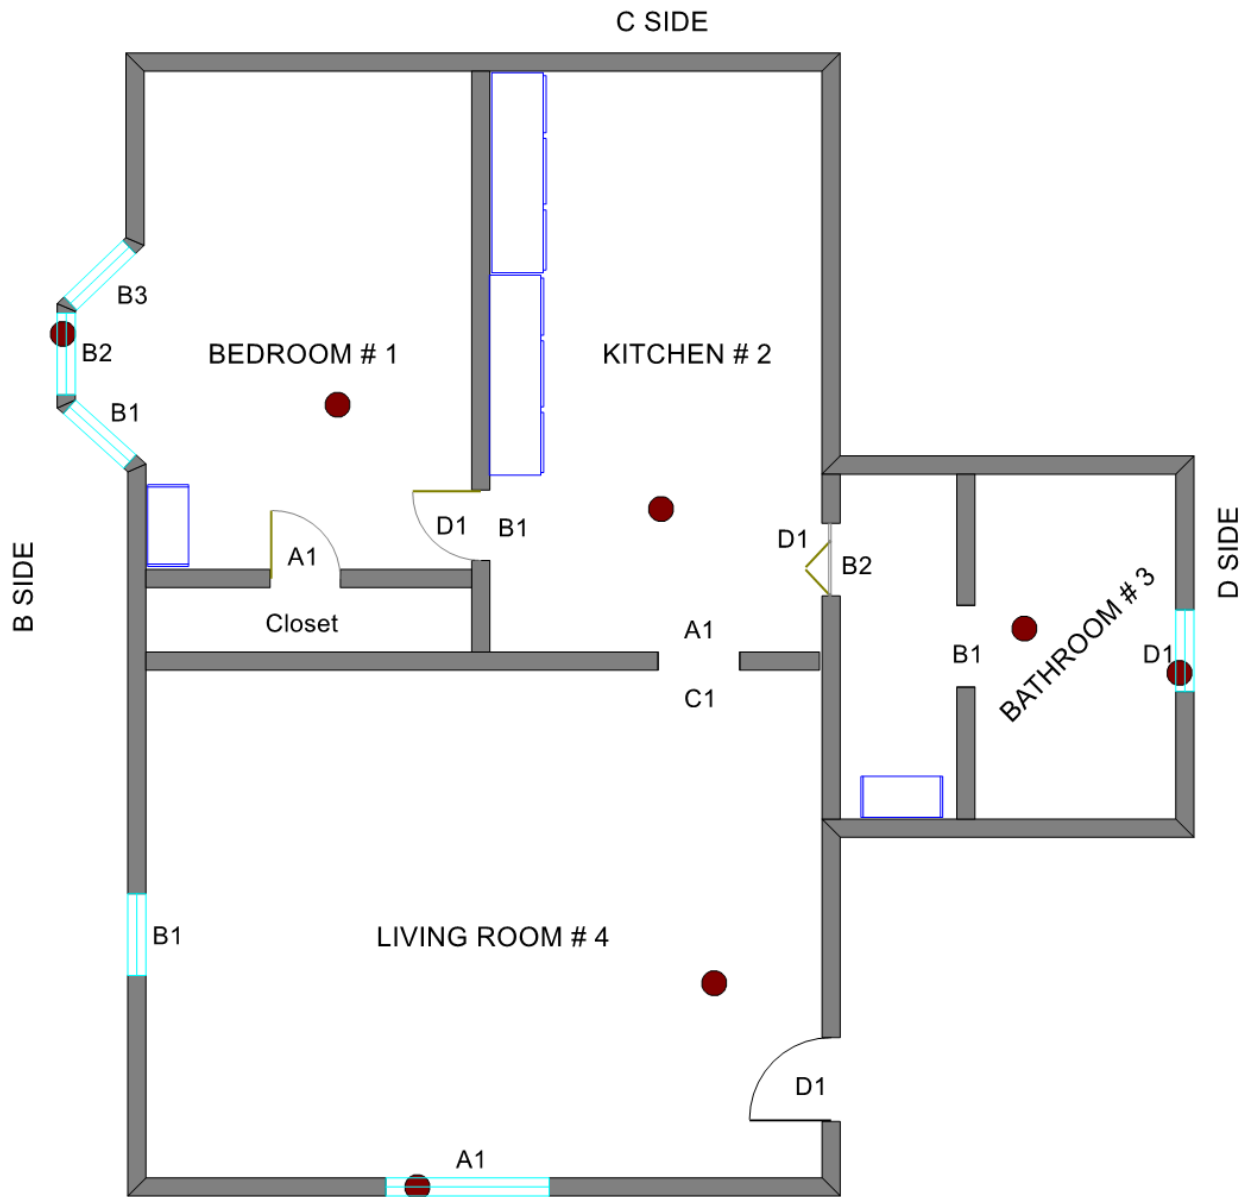 C SIDE
B3
B2
BEDROOM # 1
KITCHEN # 2
B1
D1
B1
D1
B2
A1
B SIDE
D SIDE
Closet
A1
B1
BATHROOM # 3
D1
C1
B1
LIVING ROOM # 4
D1
A1